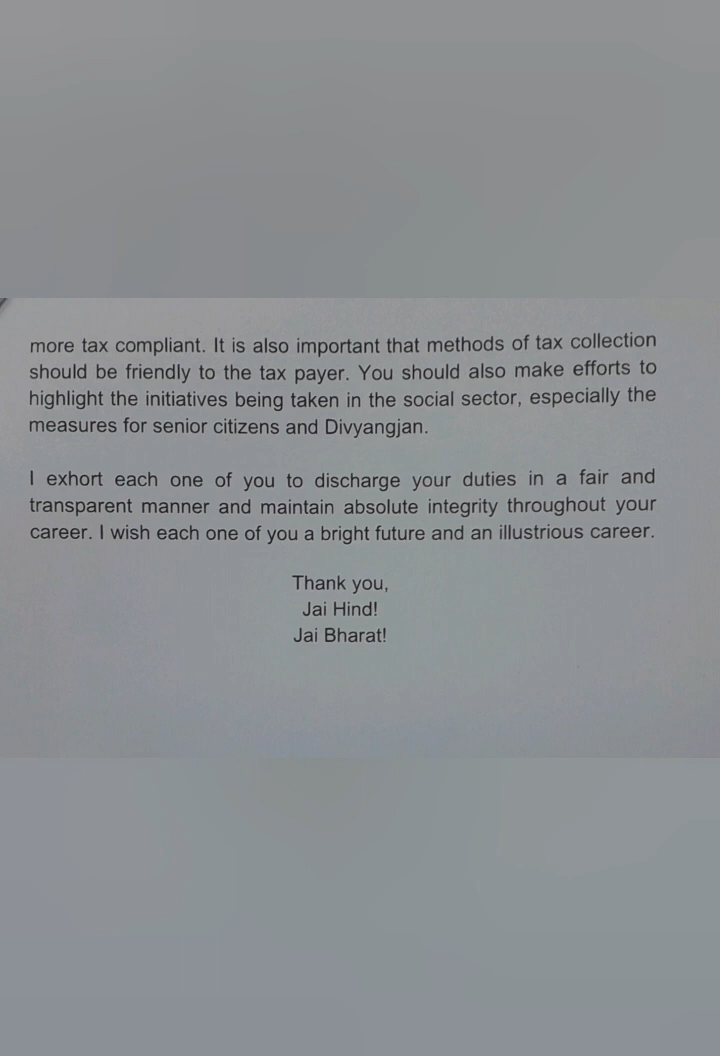 more tax compliant. It is also important that methods of tax collection
should be friendly to the tax payer. You should also make efforts to
highlight the initiatives being taken in the social sector, especially the
measures for senior citizens and Divyangjan.
I exhort each one of you to discharge your duties in a fair and
transparent manner and maintain absolute integrity throughout your
career. I wish each one of you a bright future and an illustrious career.
Thank you,
Jai Hind!
Jai Bharat!